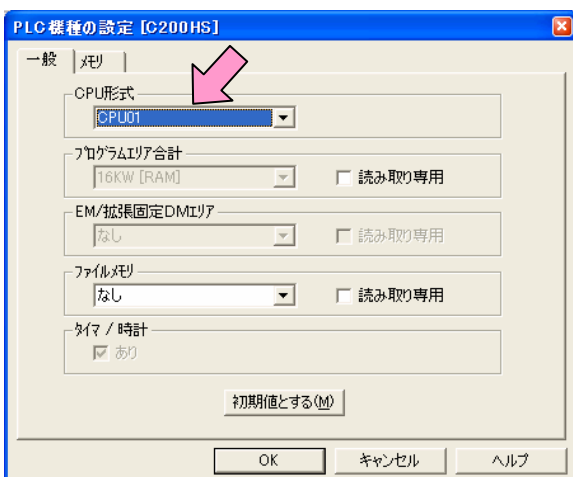 PLC機種の設定 [C200HS]
一般
メモリ
CPU形式
CPU01
プログラムエリア合計
16KW [RAM]
読み取り専用
EM/拡張固定DMエリア
なし
読み取り専用
ファイルメモリ
なし
読み取り専用
タイマ / 時計
あり
初期値とする(M)
OK
キャンセル
ヘルプ